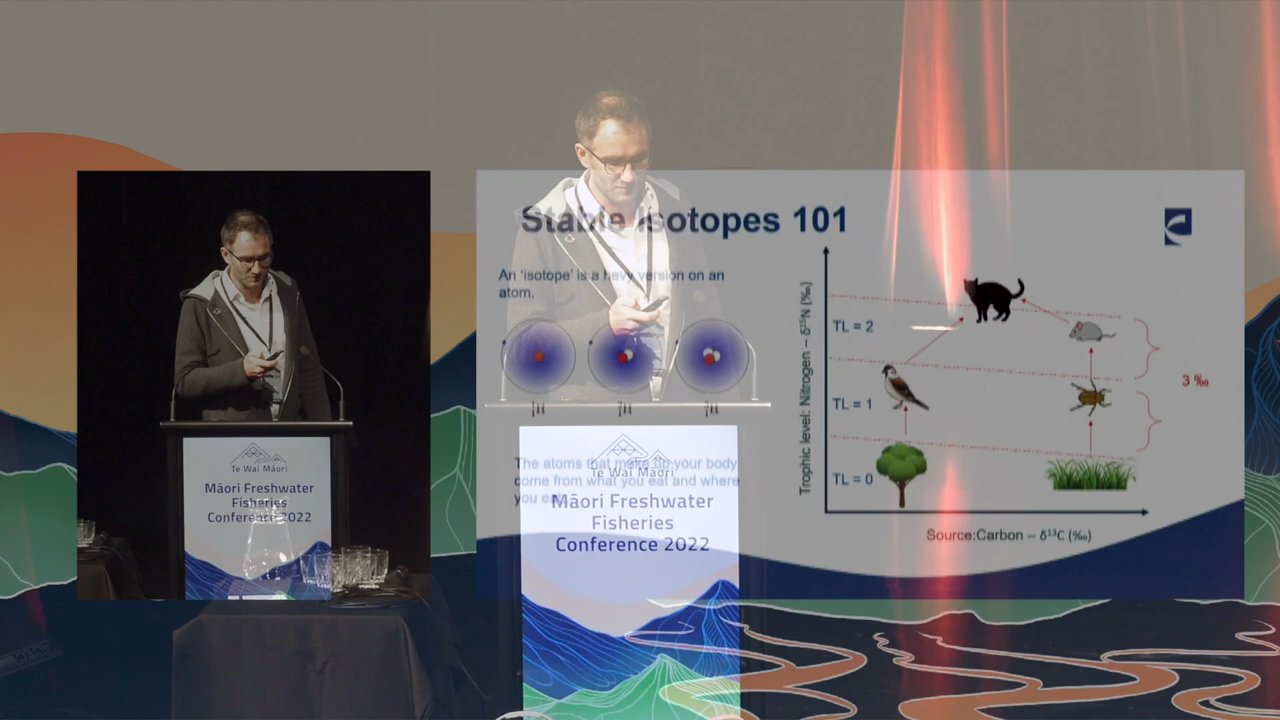 Te Wai Māori
Māori Freshwater
Fisheries
Conference 2022
Stable Isotopes 101
An 'isotope' is a hevy version on an
atom.
The atoms that make up your body
come from what you eat and where
you eat
Te Wai Māori
Māori Freshwater
Fisheries
Conference 2022
Trophic level: Nitrogen – δ¹⁵N (‰)
TL = 2
TL = 1
TL = 0
3 ‰
Source:Carbon – δ¹³C (‰)